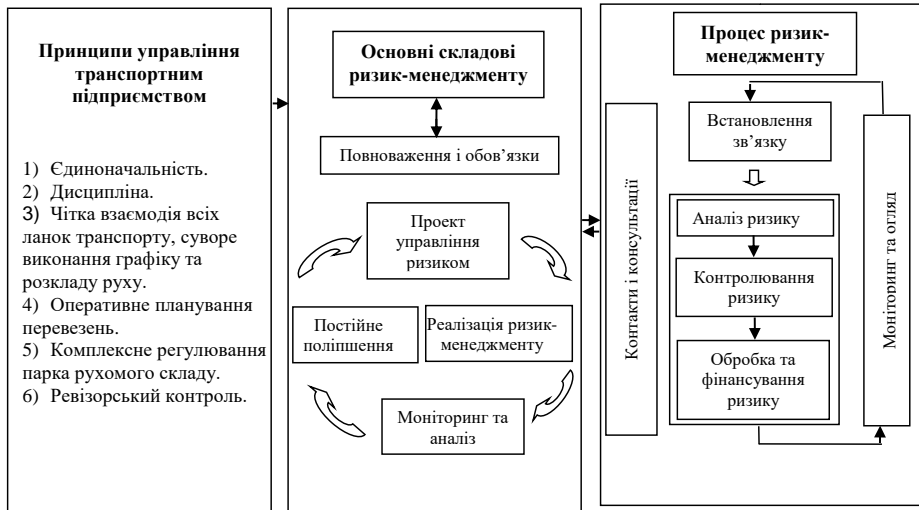 Принципи управління
транспортним
підприємством
1) Єдиноначальність.
2) Дисципліна.
3) Чітка взаємодія всіх
ланок транспорту, суворе
виконання графіку та
розкладу руху.
4) Оперативне планування
перевезень.
5) Комплексне регулювання
парка рухомого складу.
6) Ревізорський контроль.
Основні складові
ризик-менеджменту
Повноваження і обов’язки
Проект
управління
ризиком
Постійне
поліпшення
Реалізація ризик-
менеджменту
Моніторинг та
аналіз
Процес ризик-
менеджменту
Контакти і консультації
Встановлення
зв’язку
Аналіз ризику
Контролювання
ризику
Обробка та
фінансування
ризику
Моніторинг та огляд